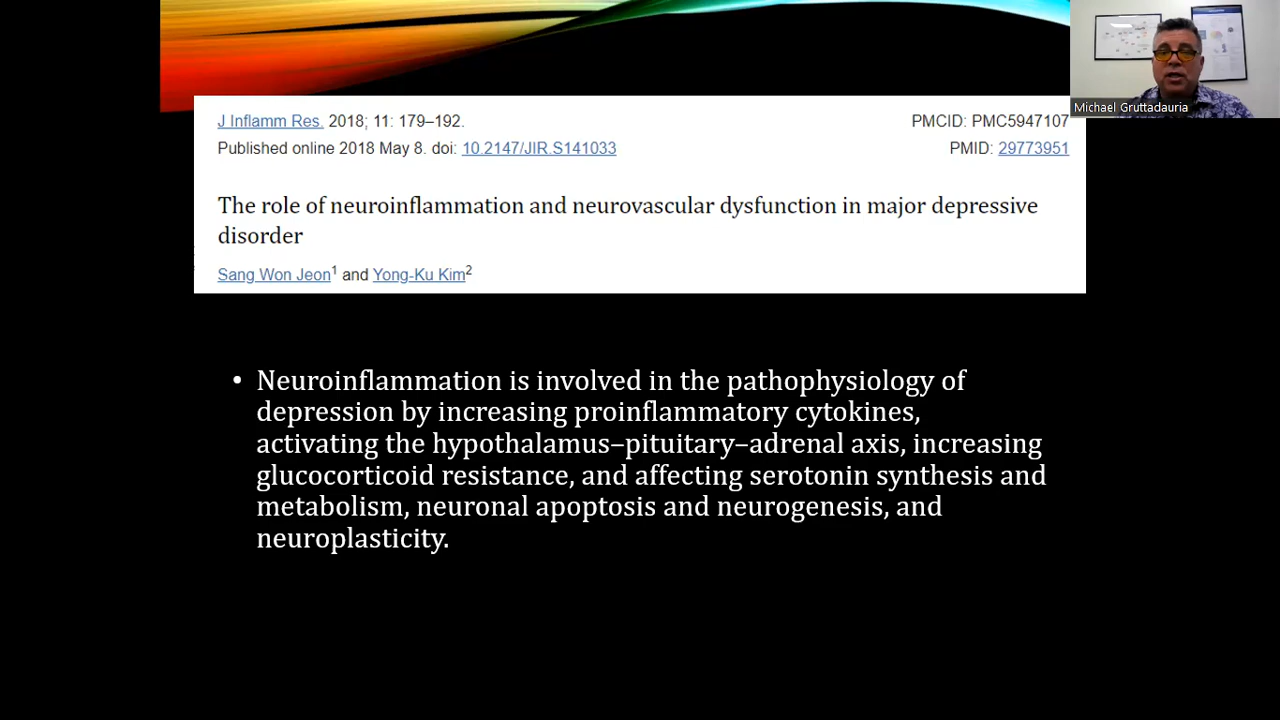 J Inflamm Res. 2018; 11: 179–192.
PMCID: PMC5947107
Published online 2018 May 8. doi: 10.2147/JIR.S141033
PMID: 29773951
The role of neuroinflammation and neurovascular dysfunction in major depressive
disorder
Sang Won Jeon1 and Yong-Ku Kim2
Michael Gruttadauria
• Neuroinflammation is involved in the pathophysiology of
depression by increasing proinflammatory cytokines,
activating the hypothalamus–pituitary–adrenal axis, increasing
glucocorticoid resistance, and affecting serotonin synthesis and
metabolism, neuronal apoptosis and neurogenesis, and
neuroplasticity.